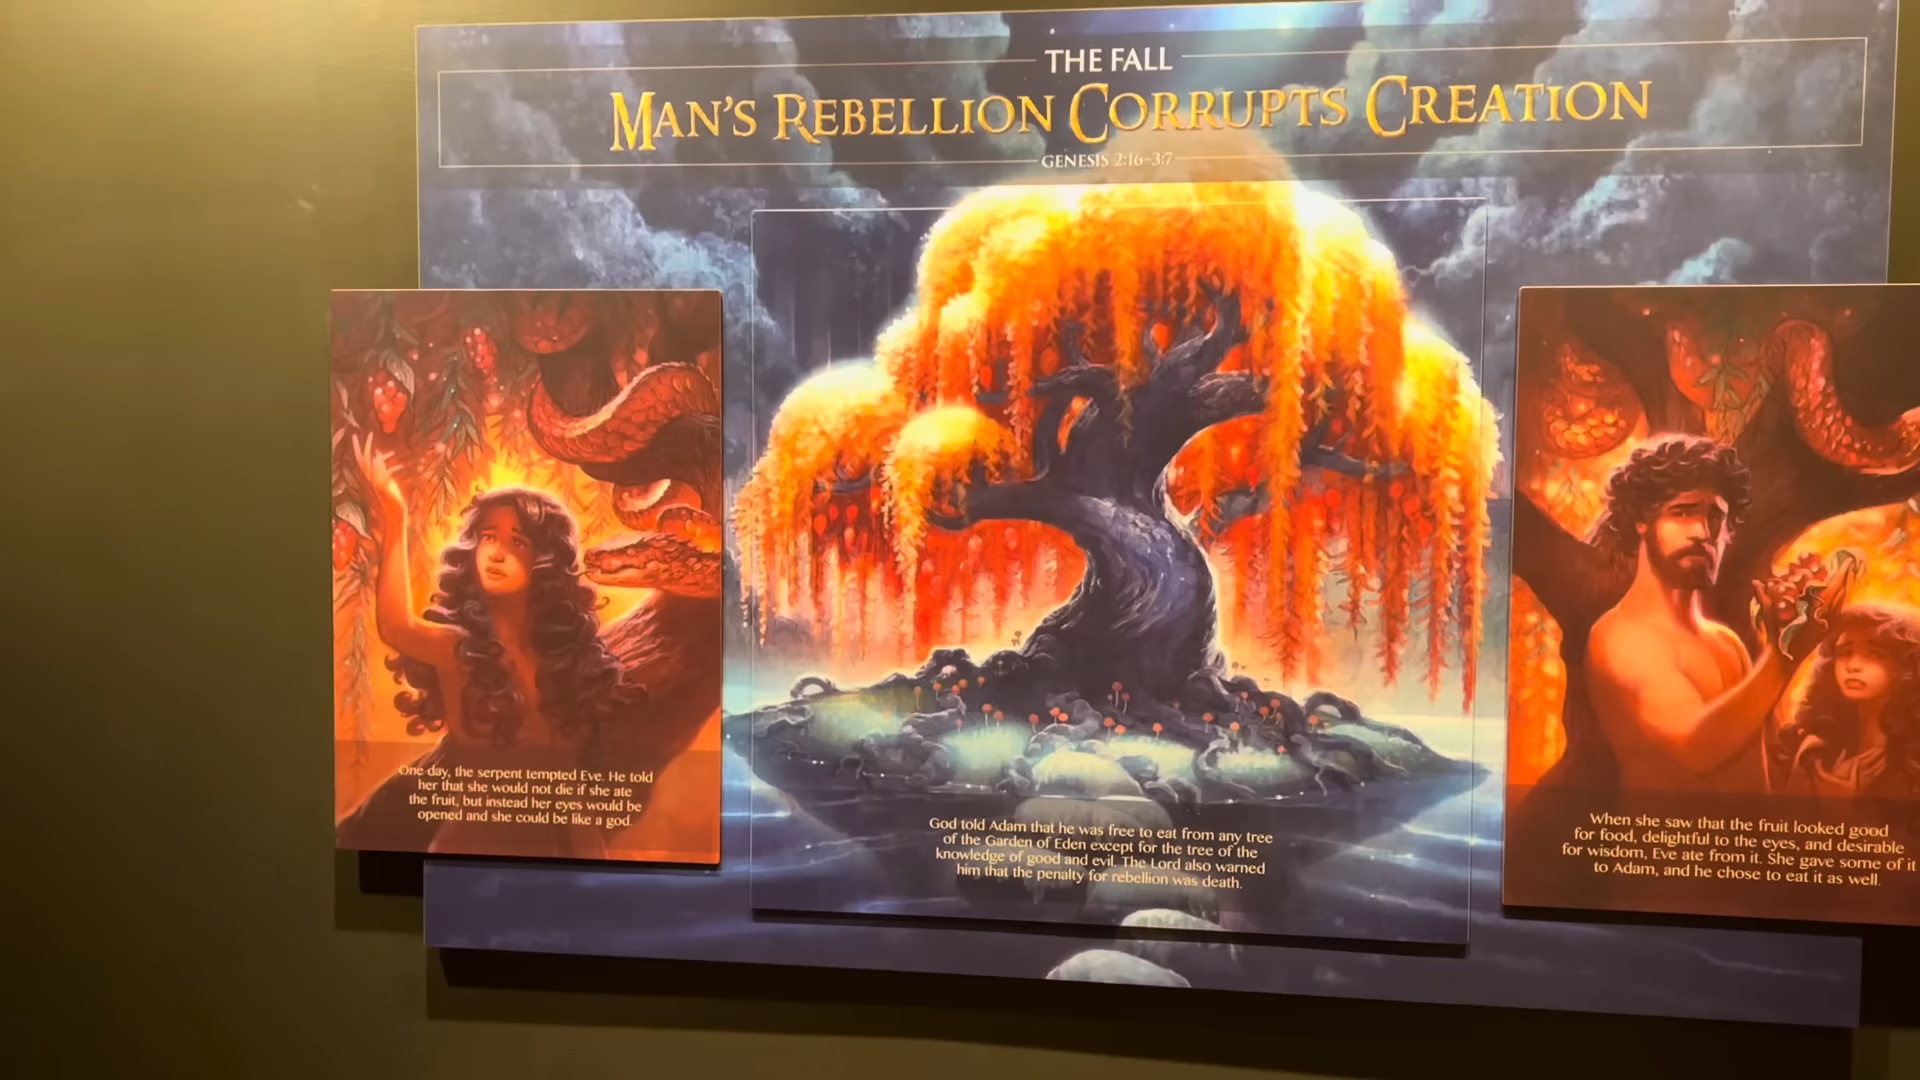 THE FALL
MAN'S REBELLION CORRUPTS CREATION
GENESIS 2:16–3:7
One day, the serpent tempted Eve. He told
her that she would not die if she ate
the fruit, but instead her eyes would be
opened and she could be like a god.
God told Adam that he was free to eat from any tree
of the Garden of Eden except for the tree of the
knowledge of good and evil. The Lord also warned
him that the penalty for rebellion was death.
When she saw that the fruit looked good
for food, delightful to the eyes, and desirable
for wisdom, Eve ate from it. She gave some of it
to Adam, and he chose to eat it as well.